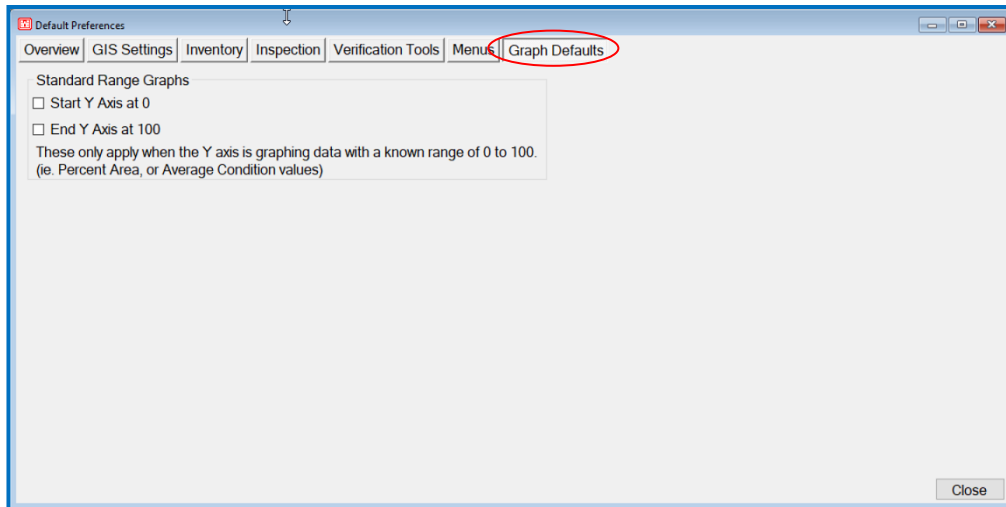 Default Preferences
Overview GIS Settings Inventory Inspection Verification Tools Menus Graph Defaults
Standard Range Graphs
Start Y Axis at 0
End Y Axis at 100
These only apply when the Y axis is graphing data with a known range of 0 to 100.
(ie. Percent Area, or Average Condition values)
Close